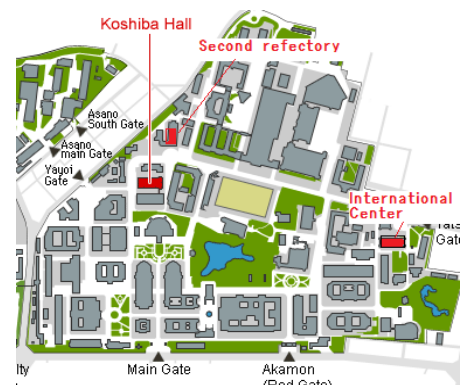 Koshiba Hall
Second refectory
Asano
South Gate
Asano
main Gate
Yayoi
Gate
International
Center
Gate
lty
Main Gate
Akamon
(Red Gate)